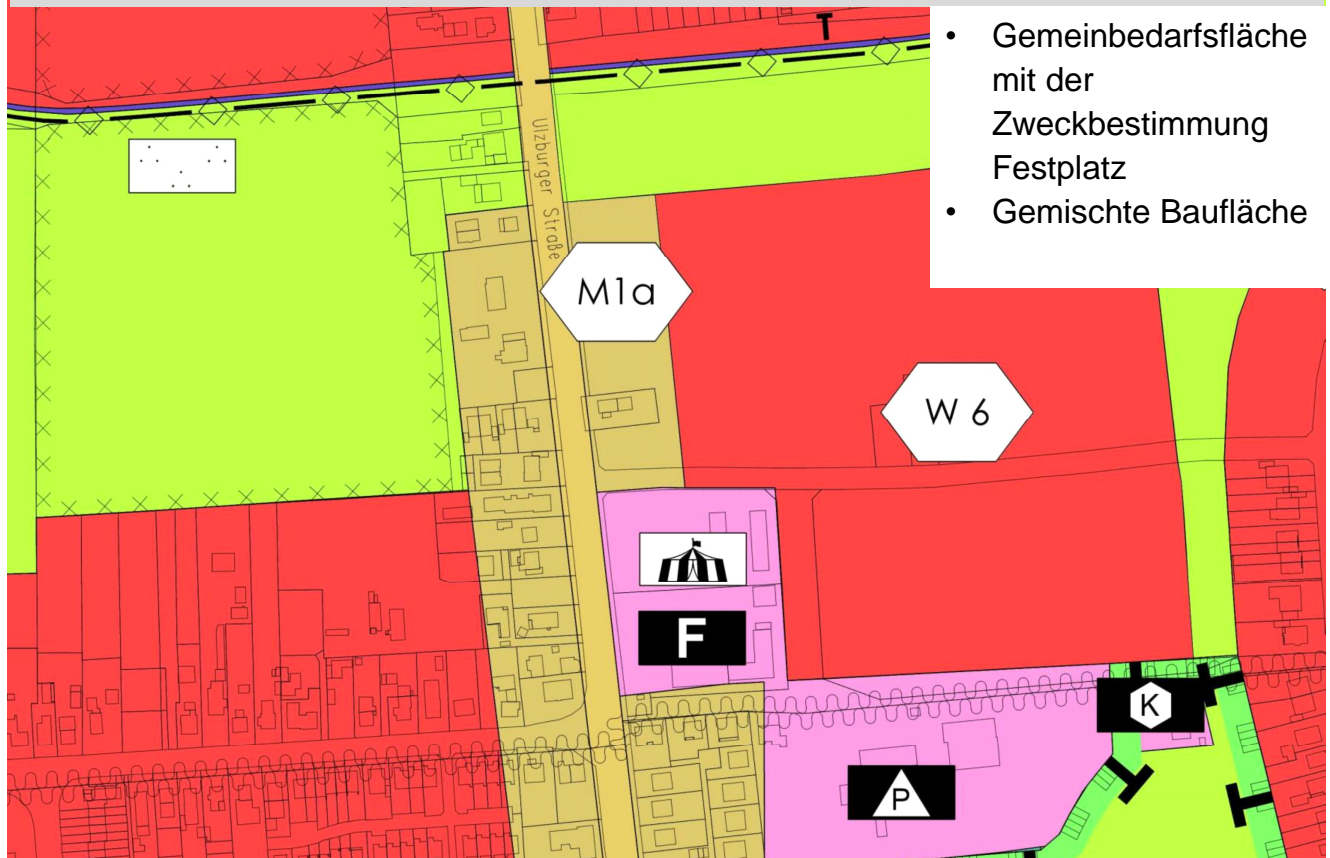 • Gemeinbedarfsfläche
mit der
Zweckbestimmung
Festplatz
• Gemischte Baufläche
T
Ulzburger Straße
M1a
W 6
F
K
P